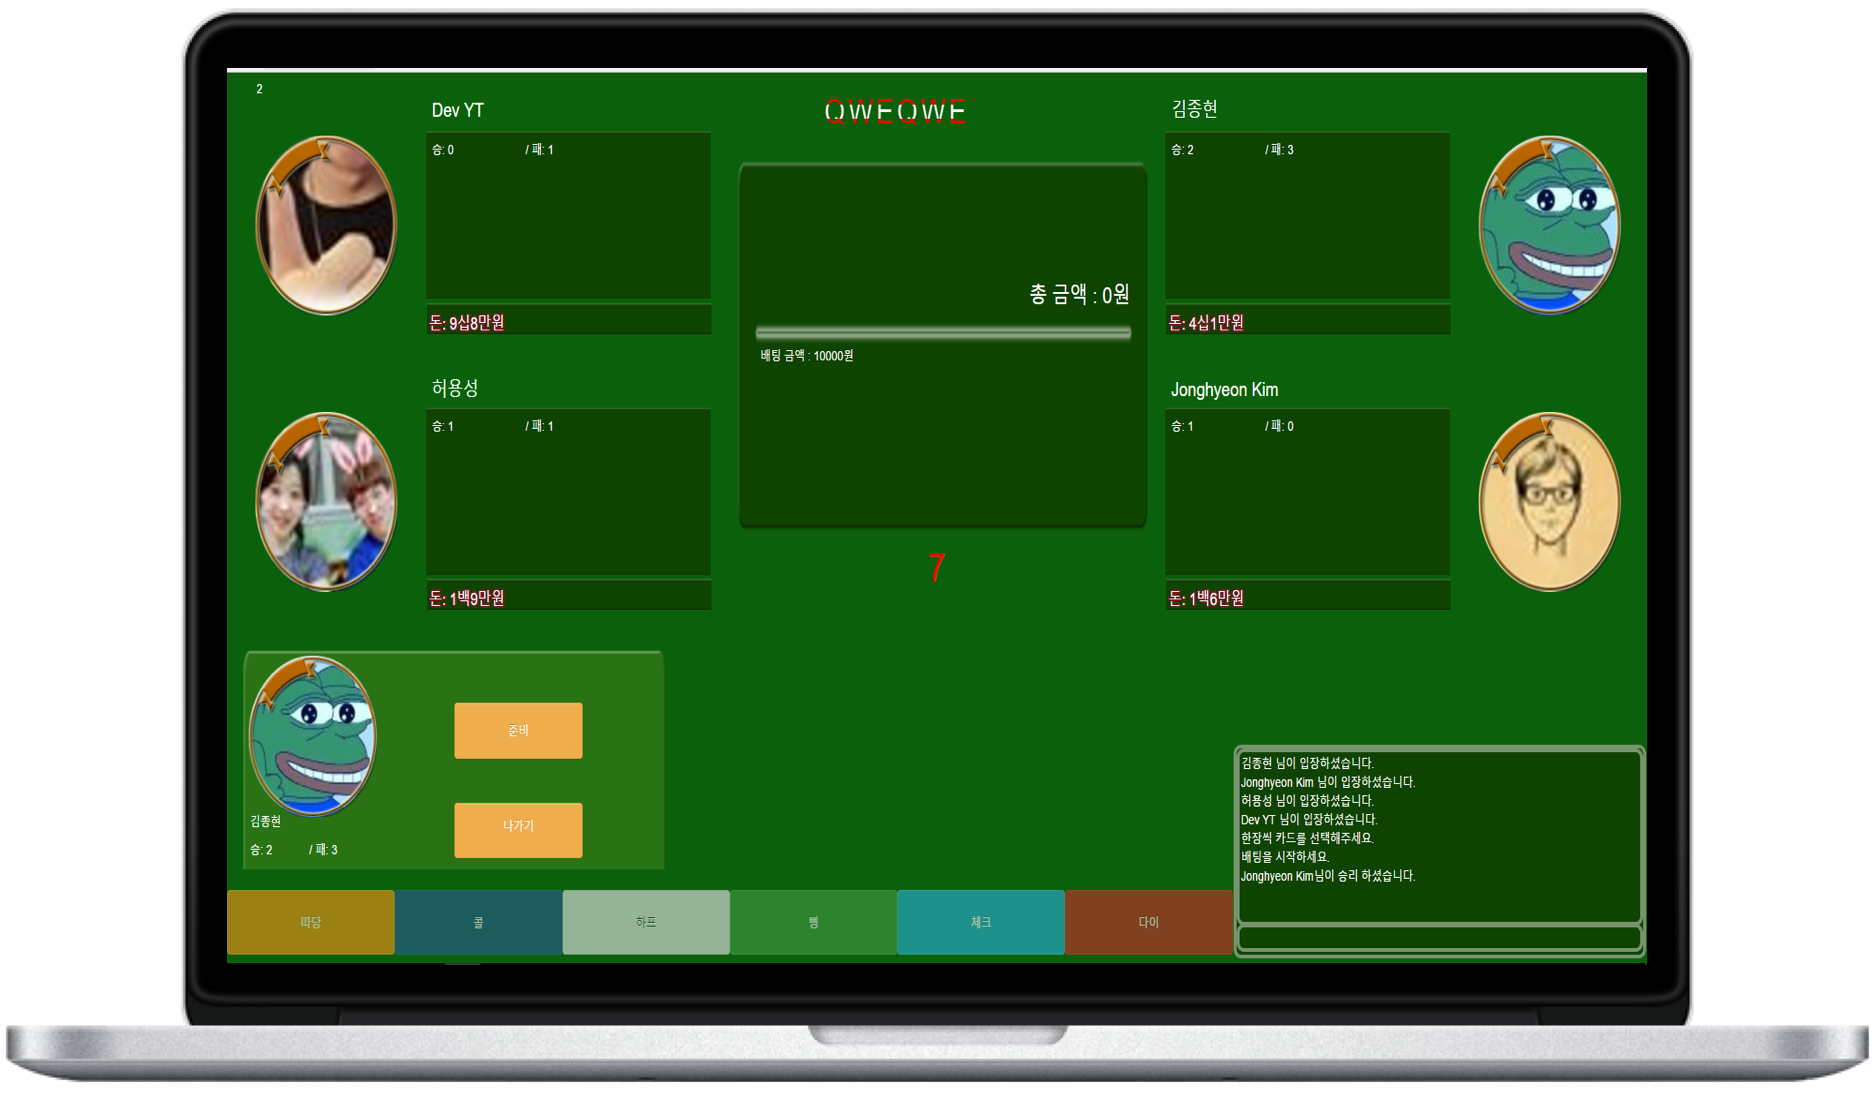 2
Dev YT
승: 0 / 패: 1
돈: 9십8만원
허용성
승: 1 / 패: 1
돈: 1백9만원
QWEQWE
총 금액 : 0원
배팅 금액 : 10000원
7
김종현
승: 2 / 패: 3
돈: 4십1만원
Jonghyeon Kim
승: 1 / 패: 0
돈: 1백6만원
김종현
승: 2 / 패: 3
준비
나가기
따당
콜
하프
삥
체크
다이
김종현 님이 입장하셨습니다.
Jonghyeon Kim 님이 입장하셨습니다.
허용성 님이 입장하셨습니다.
Dev YT 님이 입장하셨습니다.
한장씩 카드를 선택해주세요.
배팅을 시작하세요.
Jonghyeon Kim님이 승리 하셨습니다.